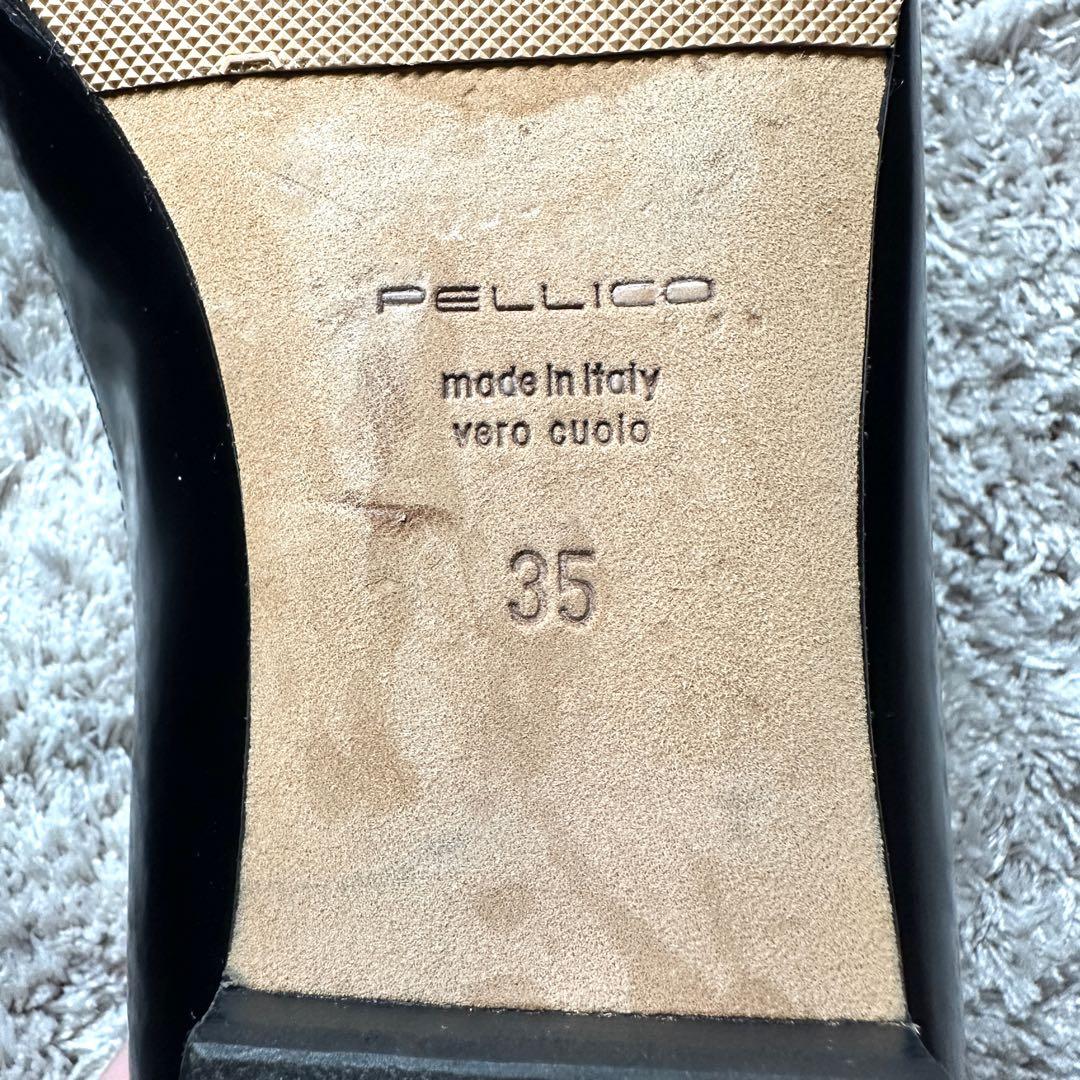 PELLICO
made in Italy
vero cuoio
35